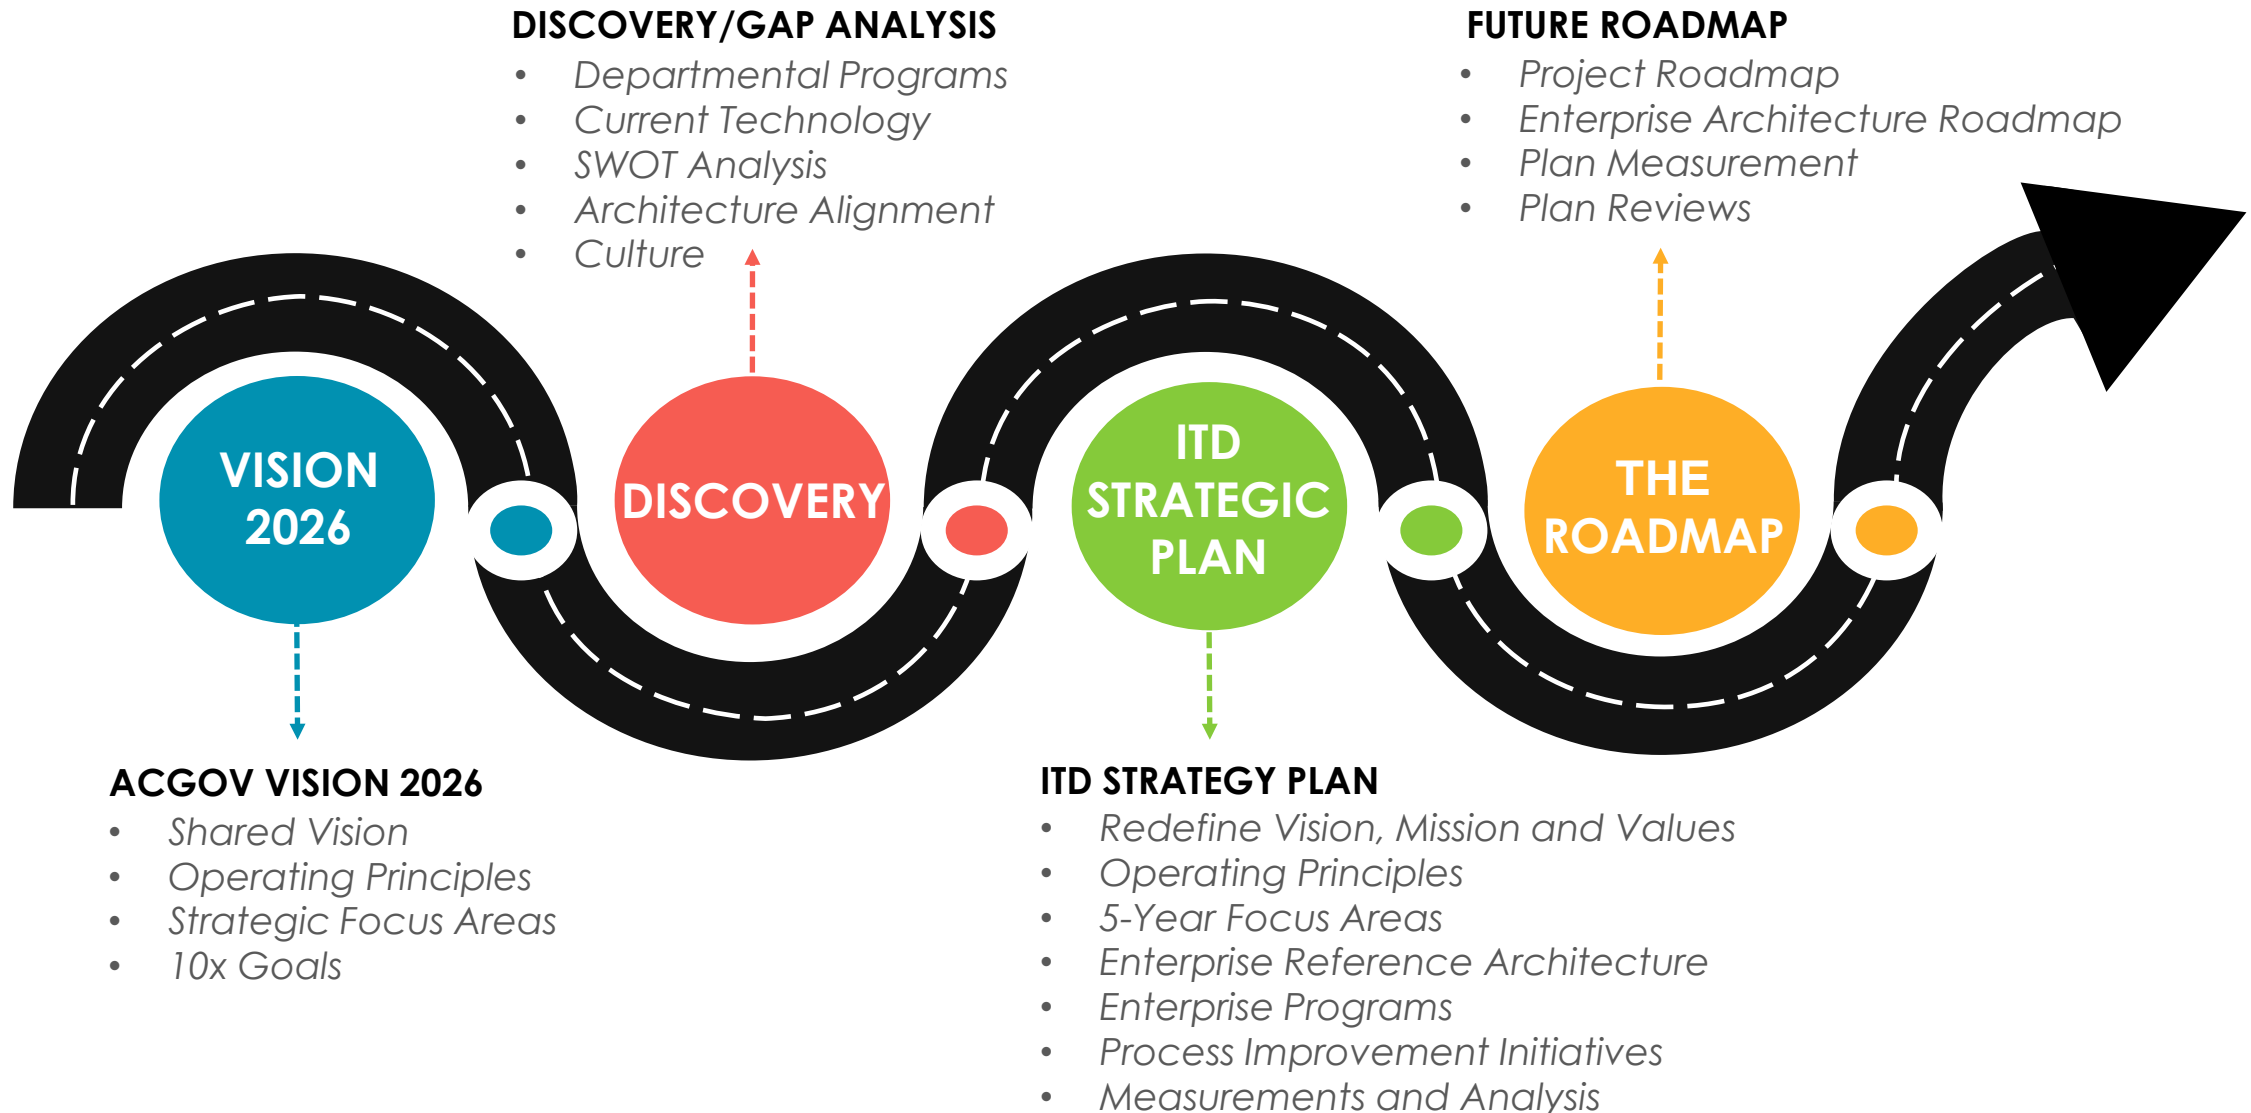 DISCOVERY/GAP ANALYSIS
• Departmental Programs
• Current Technology
• SWOT Analysis
• Architecture Alignment
• Culture
FUTURE ROADMAP
• Project Roadmap
• Enterprise Architecture Roadmap
• Plan Measurement
• Plan Reviews
VISION
2026
DISCOVERY
ITD
STRATEGIC
PLAN
THE
ROADMAP
ACGOV VISION 2026
• Shared Vision
• Operating Principles
• Strategic Focus Areas
• 10x Goals
ITD STRATEGY PLAN
• Redefine Vision, Mission and Values
• Operating Principles
• 5-Year Focus Areas
• Enterprise Reference Architecture
• Enterprise Programs
• Process Improvement Initiatives
• Measurements and Analysis